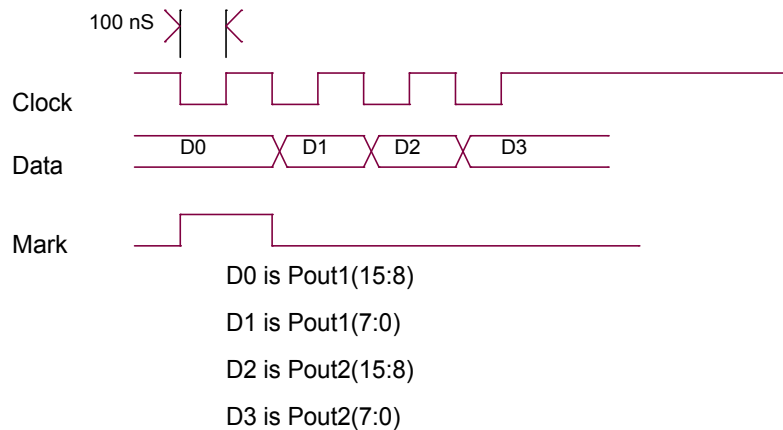 100 nS
Clock
D0 D1 D2 D3
Data
Mark
D0 is Pout1(15:8)
D1 is Pout1(7:0)
D2 is Pout2(15:8)
D3 is Pout2(7:0)